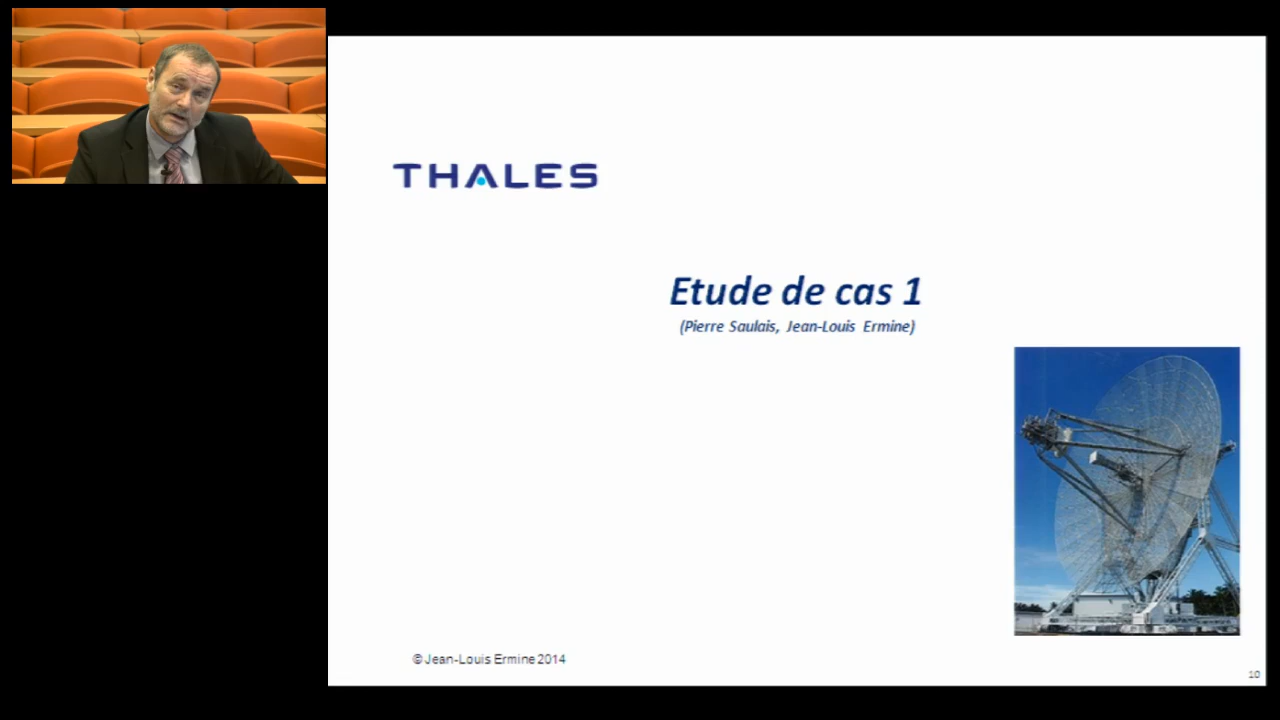 THALES
Etude de cas 1
(Pierre Saulais, Jean-Louis Ermine)
© Jean-Louis Ermine 2014
10